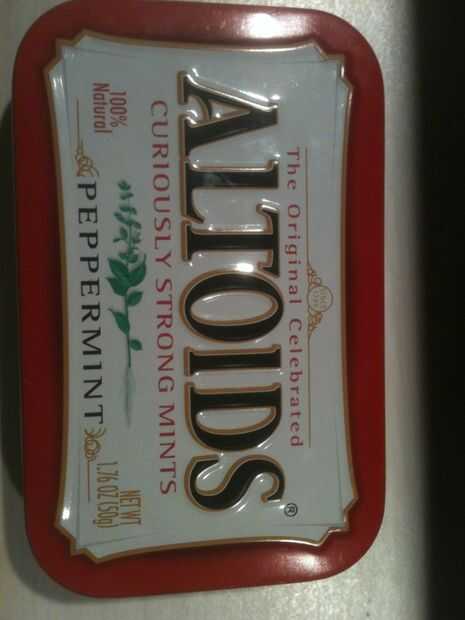 The Original Celebrated
ALTOIDS®
CURIOUSLY STRONG MINTS
100%
Natural
PEPPERMINT
NET WT
1.76 OZ (50g)